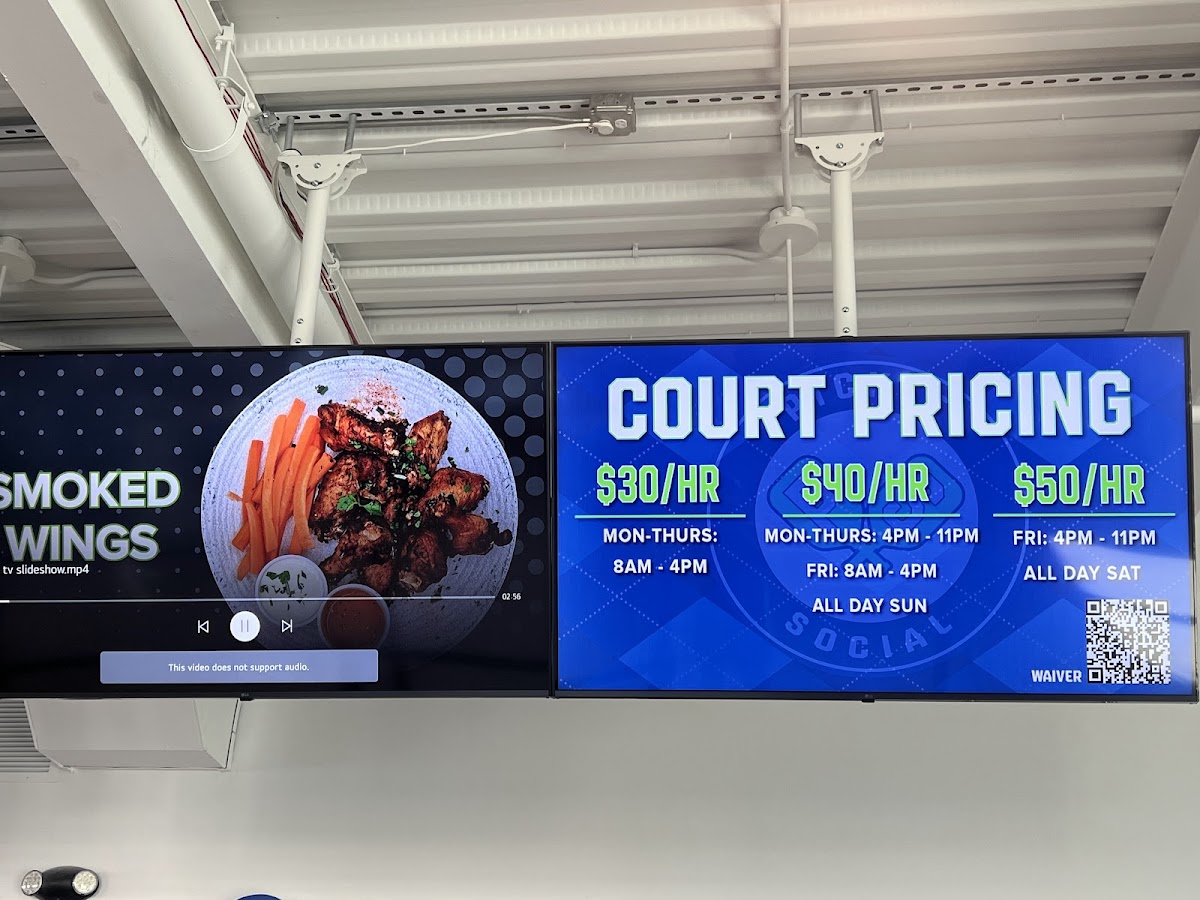 SMOKED
WINGS
tv slideshow.mp4
02:56
This video does not support audio.
COURT PRICING
$30/HR
MON-THURS:
8AM - 4PM
$40/HR
MON-THURS: 4PM - 11PM
FRI: 8AM - 4PM
ALL DAY SUN
$50/HR
FRI: 4PM - 11PM
ALL DAY SAT
SOCIAL
WAIVER